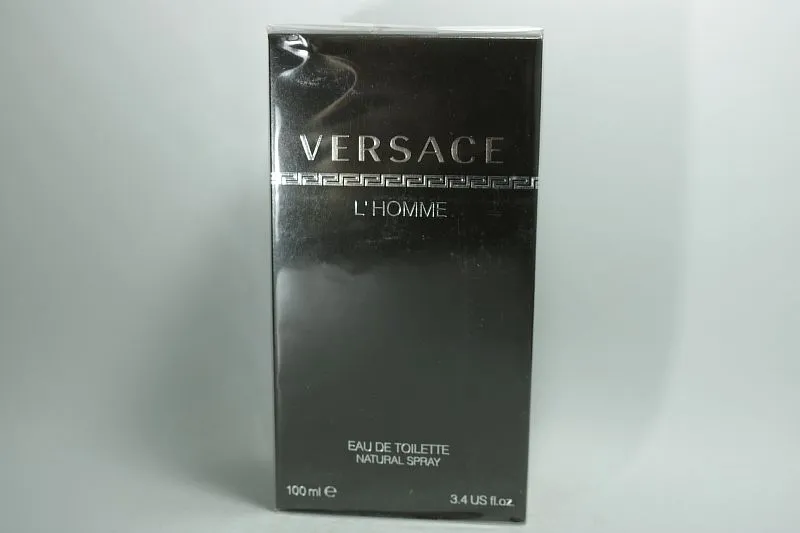 VERSACE
L'HOMME
EAU DE TOILETTE
NATURAL SPRAY
100 ml ℮
3.4 US fl.oz.